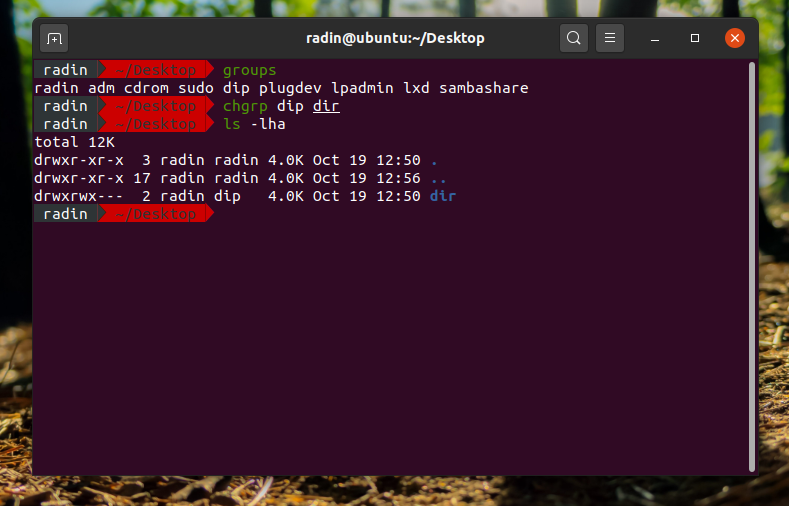 radin@ubuntu:~/Desktop
radin ~/Desktop groups
radin adm cdrom sudo dip plugdev lpadmin lxd sambashare
radin ~/Desktop chgrp dip dir
radin ~/Desktop ls -lha
total 12K
drwxr-xr-x  3 radin radin 4.0K Oct 19 12:50 .
drwxr-xr-x 17 radin radin 4.0K Oct 19 12:56 ..
drwxrwx---  2 radin dip   4.0K Oct 19 12:50 dir
radin ~/Desktop